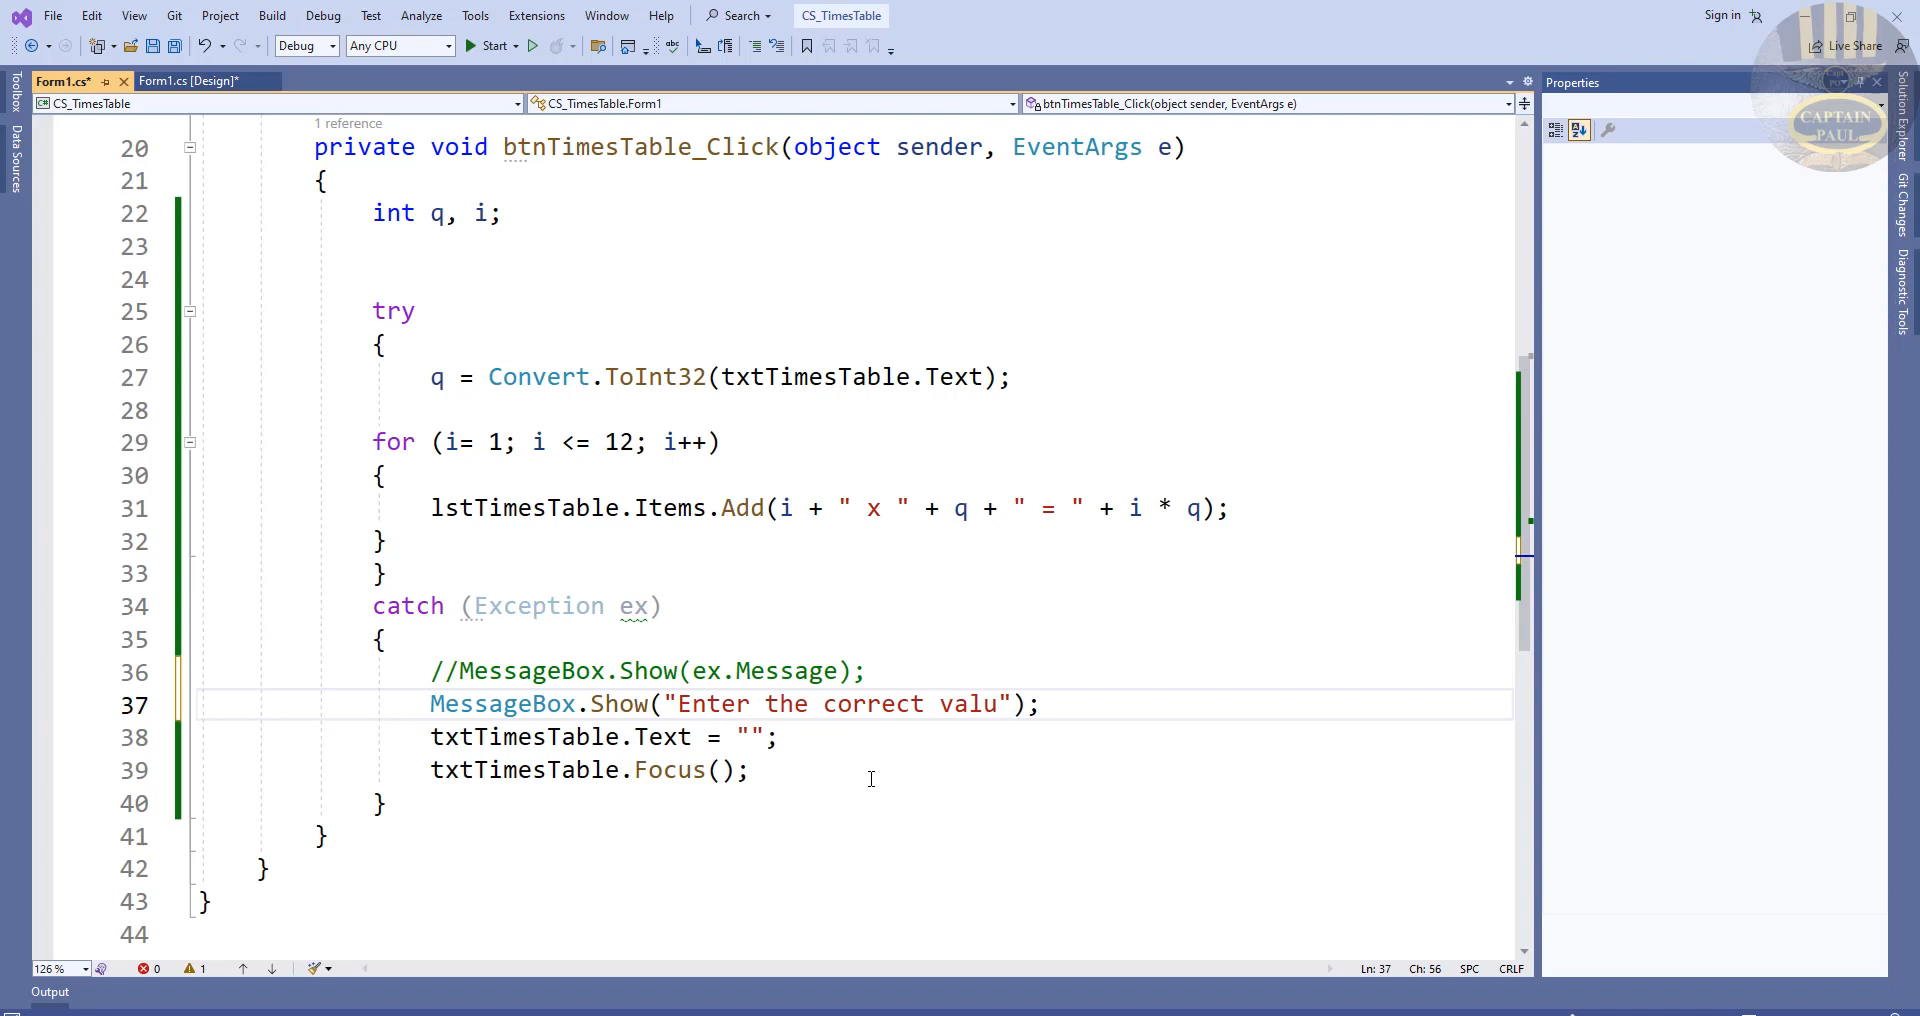 File Edit View Git Project Build Debug Test Analyze Tools Extensions Window Help Search CS_TimesTable Sign in
Debug Any CPU Start Live Share
Form1.cs* Form1.cs [Design]* Properties
CS_TimesTable CS_TimesTable.Form1 btnTimesTable_Click(object sender, EventArgs e)
CAPTAIN
PAUL
Toolbox
Data Sources
Solution Explorer
Git Changes
Diagnostic Tools
1 reference
20 private void btnTimesTable_Click(object sender, EventArgs e)
21 {
22 int q, i;
23
24
25 try
26 {
27 q = Convert.ToInt32(txtTimesTable.Text);
28
29 for (i= 1; i <= 12; i++)
30 {
31 lstTimesTable.Items.Add(i + " x " + q + " = " + i * q);
32 }
33 }
34 catch (Exception ex)
35 {
36 //MessageBox.Show(ex.Message);
37 MessageBox.Show("Enter the correct valu");
38 txtTimesTable.Text = "";
39 txtTimesTable.Focus();
40 }
41 }
42 }
43 }
44
126 % 0 1 Ln: 37 Ch: 56 SPC CRLF
Output